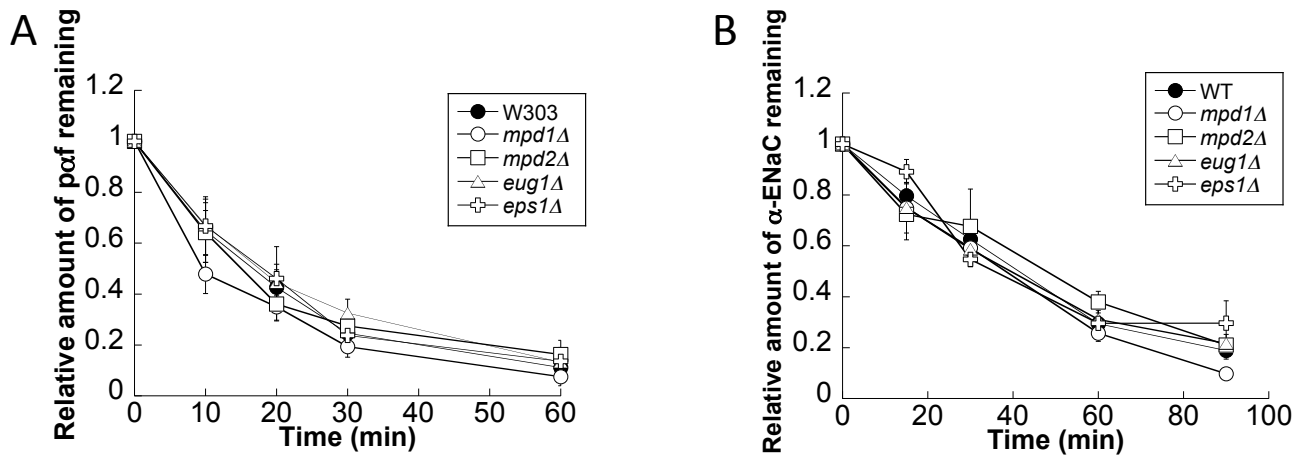 A
Relative amount of pαf remaining
1.2
1
0.8
0.6
0.4
0.2
0
0 10 20 30 40 50 60
Time (min)
W303
mpd1Δ
mpd2Δ
eug1Δ
eps1Δ
B
Relative amount of α-ENaC remaining
1.2
1
0.8
0.6
0.4
0.2
0
0 20 40 60 80 100
Time (min)
WT
mpd1Δ
mpd2Δ
eug1Δ
eps1Δ